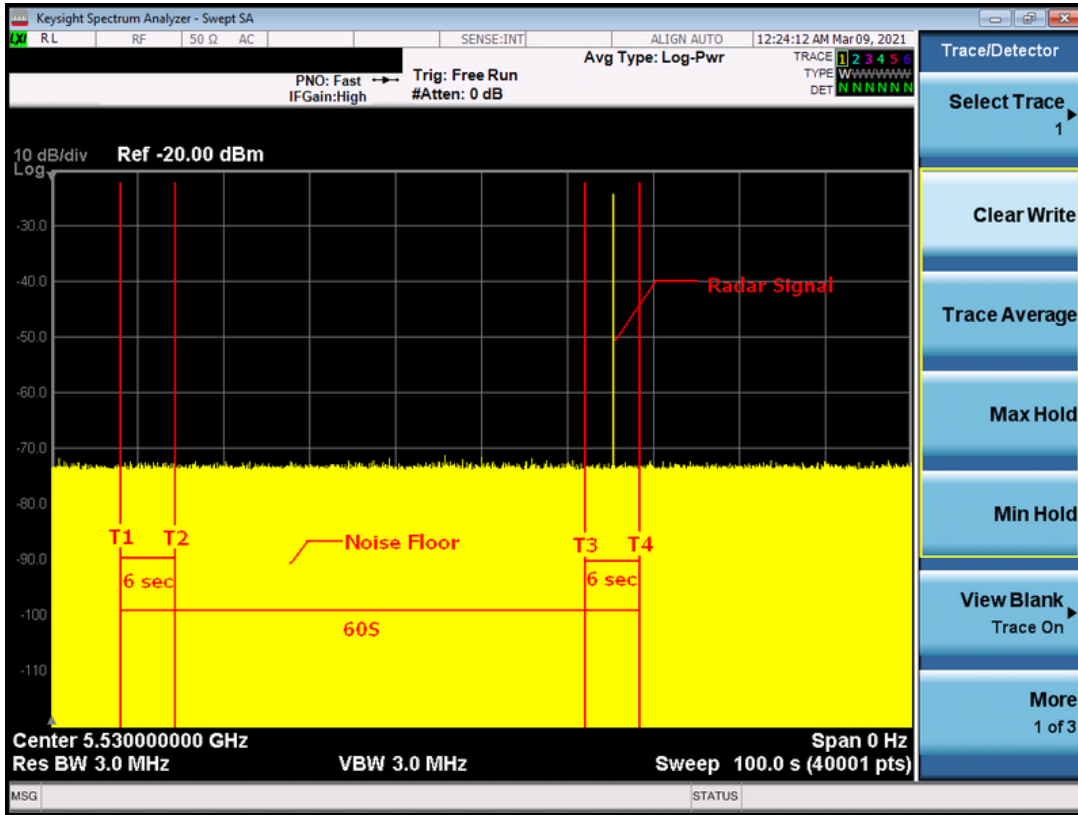 Keysight Spectrum Analyzer - Swept SA
LXI RL RF 50 Ω AC SENSE:INT ALIGN AUTO 12:24:12 AM Mar 09, 2021
Trace/Detector
Avg Type: Log-Pwr TRACE 1 2 3 4 5 6
PNO: Fast Trig: Free Run TYPE WWWWWW
IFGain:High #Atten: 0 dB DET N N N N N N
Select Trace
1
10 dB/div Ref -20.00 dBm
Log
Clear Write
-30.0
-40.0
Radar Signal
Trace Average
-50.0
-60.0
Max Hold
-70.0
-80.0
Min Hold
T1 T2 Noise Floor T3 T4
-90.0
6 sec 6 sec
View Blank
Trace On
-100
60S
-110
More
1 of 3
Center 5.530000000 GHz Span 0 Hz
Res BW 3.0 MHz VBW 3.0 MHz Sweep 100.0 s (40001 pts)
MSG STATUS